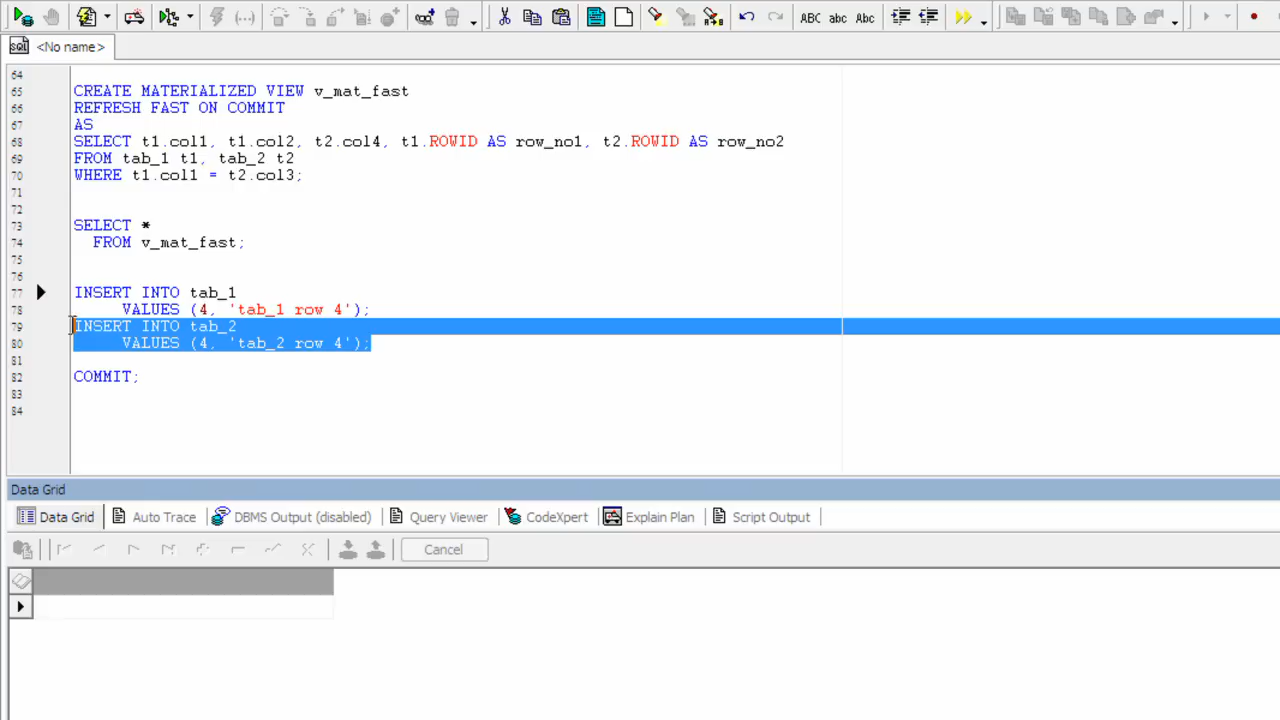 ABC abc Abc
SQL <No name>
64
65 CREATE MATERIALIZED VIEW v_mat_fast
66 REFRESH FAST ON COMMIT
67 AS
68 SELECT t1.col1, t1.col2, t2.col4, t1.ROWID AS row_no1, t2.ROWID AS row_no2
69 FROM tab_1 t1, tab_2 t2
70 WHERE t1.col1 = t2.col3;
71
72
73 SELECT *
74 FROM v_mat_fast;
75
76
77 INSERT INTO tab_1
78 VALUES (4, 'tab_1 row 4');
79 INSERT INTO tab_2
80 VALUES (4, 'tab_2 row 4');
81
82 COMMIT;
83
84
Data Grid
Data Grid Auto Trace DBMS Output (disabled) Query Viewer CodeXpert Explain Plan Script Output
Cancel